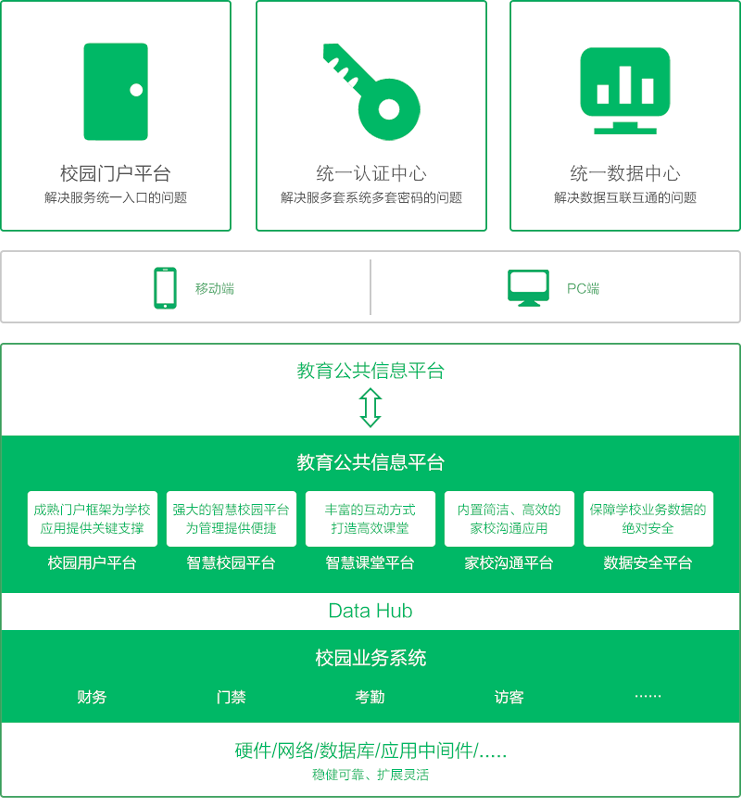 校园门户平台
解决服务统一入口的问题
统一认证中心
解决服多套系统多套密码的问题
统一数据中心
解决数据互联互通的问题
移动端
PC端
教育公共信息平台
教育公共信息平台
成熟门户框架为学校
应用提供关键支撑
校园用户平台
强大的智慧校园平台
为管理提供便捷
智慧校园平台
丰富的互动方式
打造高效课堂
智慧课堂平台
内置简洁、高效的
家校沟通应用
家校沟通平台
保障学校业务数据的
绝对安全
数据安全平台
Data Hub
校园业务系统
财务
门禁
考勤
访客
……
硬件/网络/数据库/应用中间件/.....
稳健可靠、扩展灵活